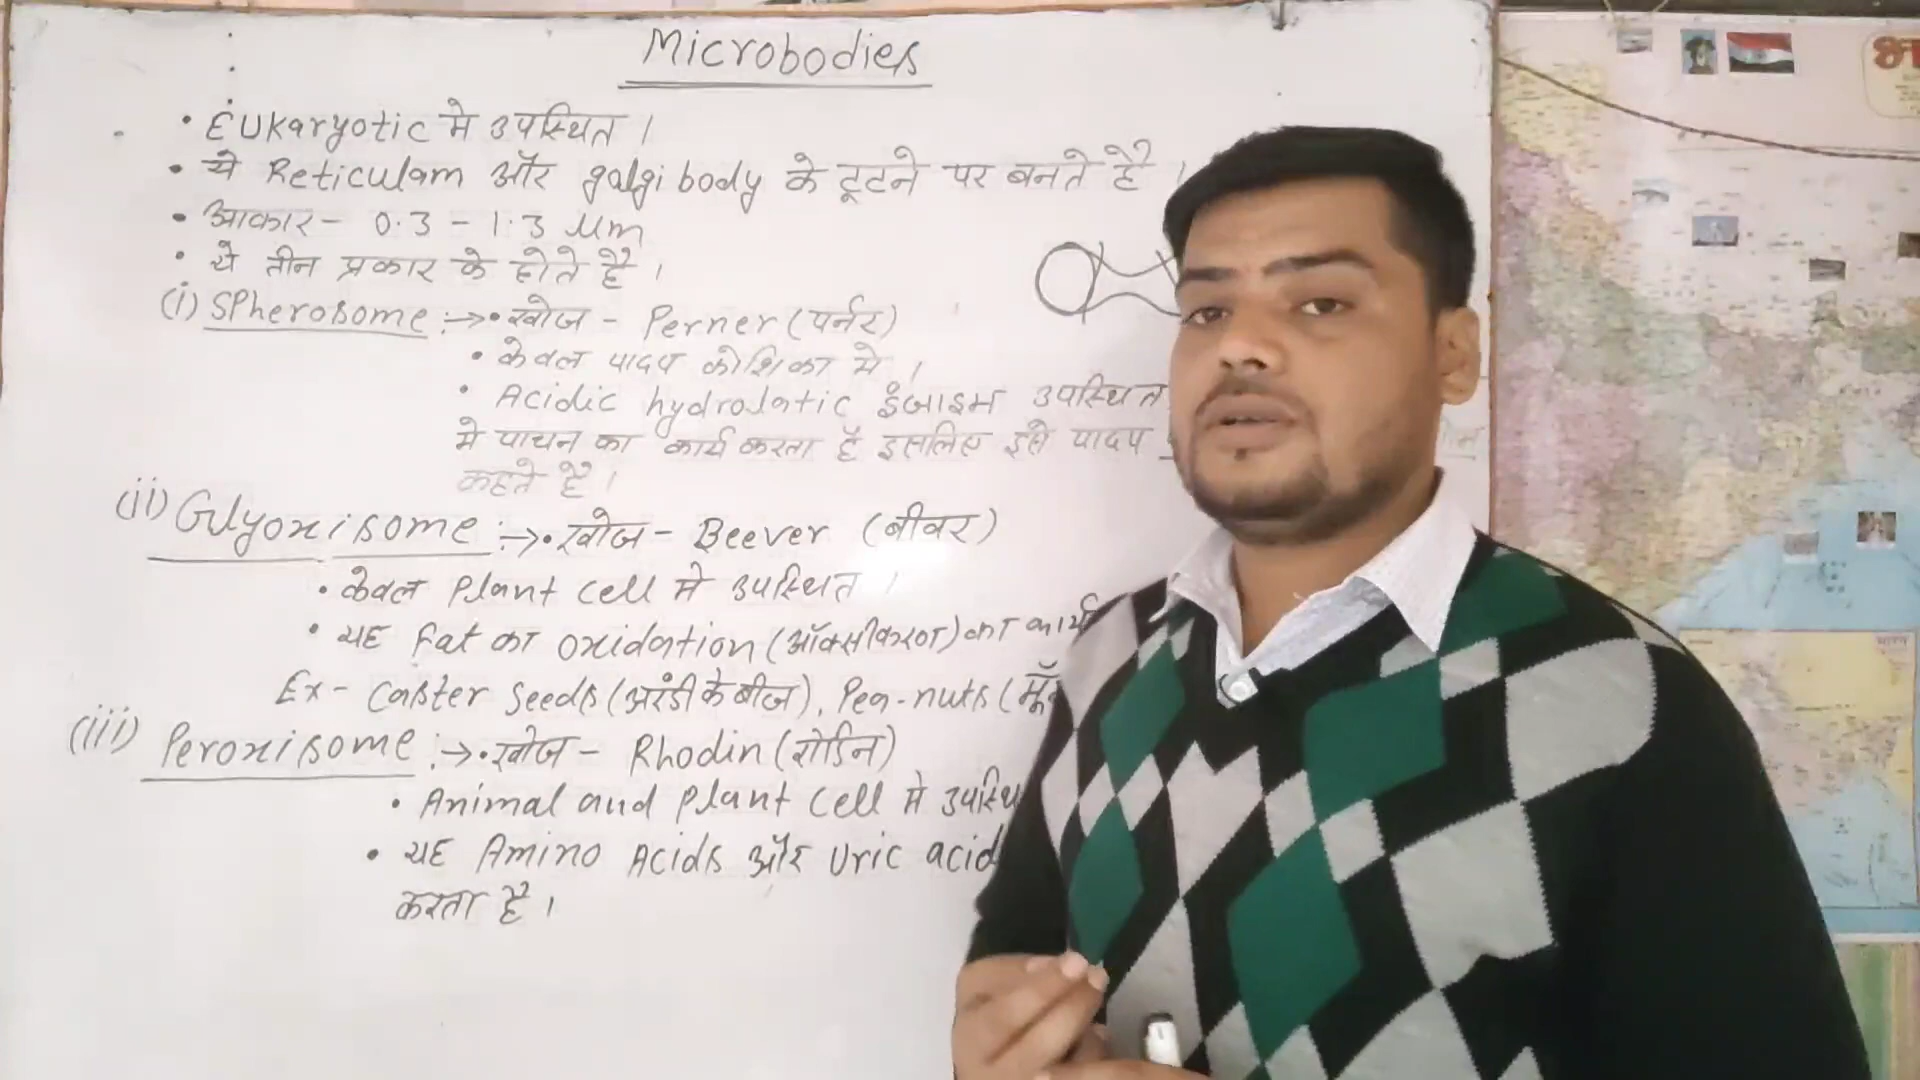 Microbodies
• Eukaryotic मे उपस्थित ।
• ये Reticulam और golgi body के टूटने पर बनते है ।
• आकार - 0.3 - 1.3 μm
• ये तीन प्रकार के होते है ।
(i) Spherosome :→ • खोज - Perner (पर्नर)
• केवल पादप कोशिका मे ।
• Acidic hydrolatic इंजाइम उपस्थित
मे पाचन का कार्य करता है इसलिए इसे पादप
कहते है ।
(ii) Glyoxisome :→ • खोज - Beever (बीवर)
• केवल Plant cell मे उपस्थित ।
• यह Fat का oxidation (ऑक्सीकरण) का कार्य
Ex - Caster Seeds (अरंडी के बीज), Pea-nuts (
(iii) Peroxisome :→ • खोज - Rhodin (रोडिन)
• Animal and Plant cell मे
• यह Amino Acids और Uric acid
करता है ।